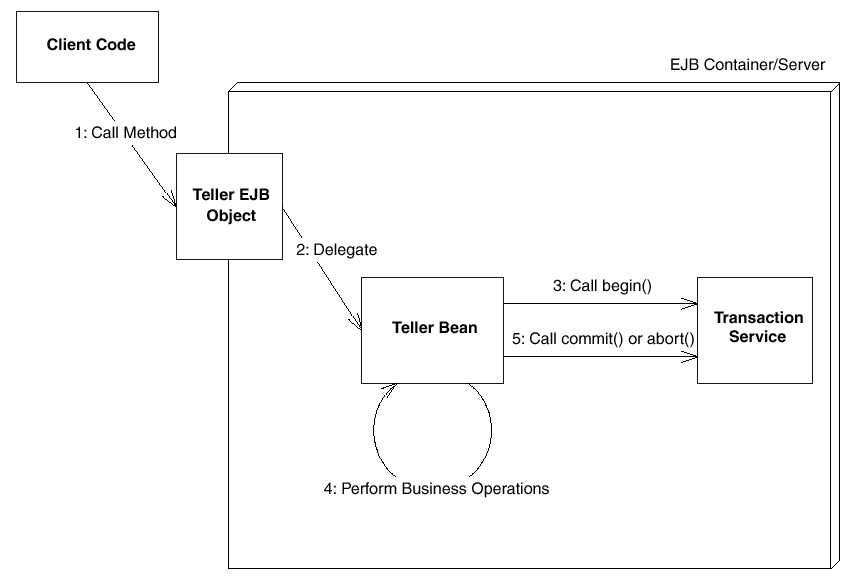 Client Code
EJB Container/Server
1: Call Method
Teller EJB
Object
2: Delegate
3: Call begin()
Teller Bean
Transaction
Service
5: Call commit() or abort()
4: Perform Business Operations